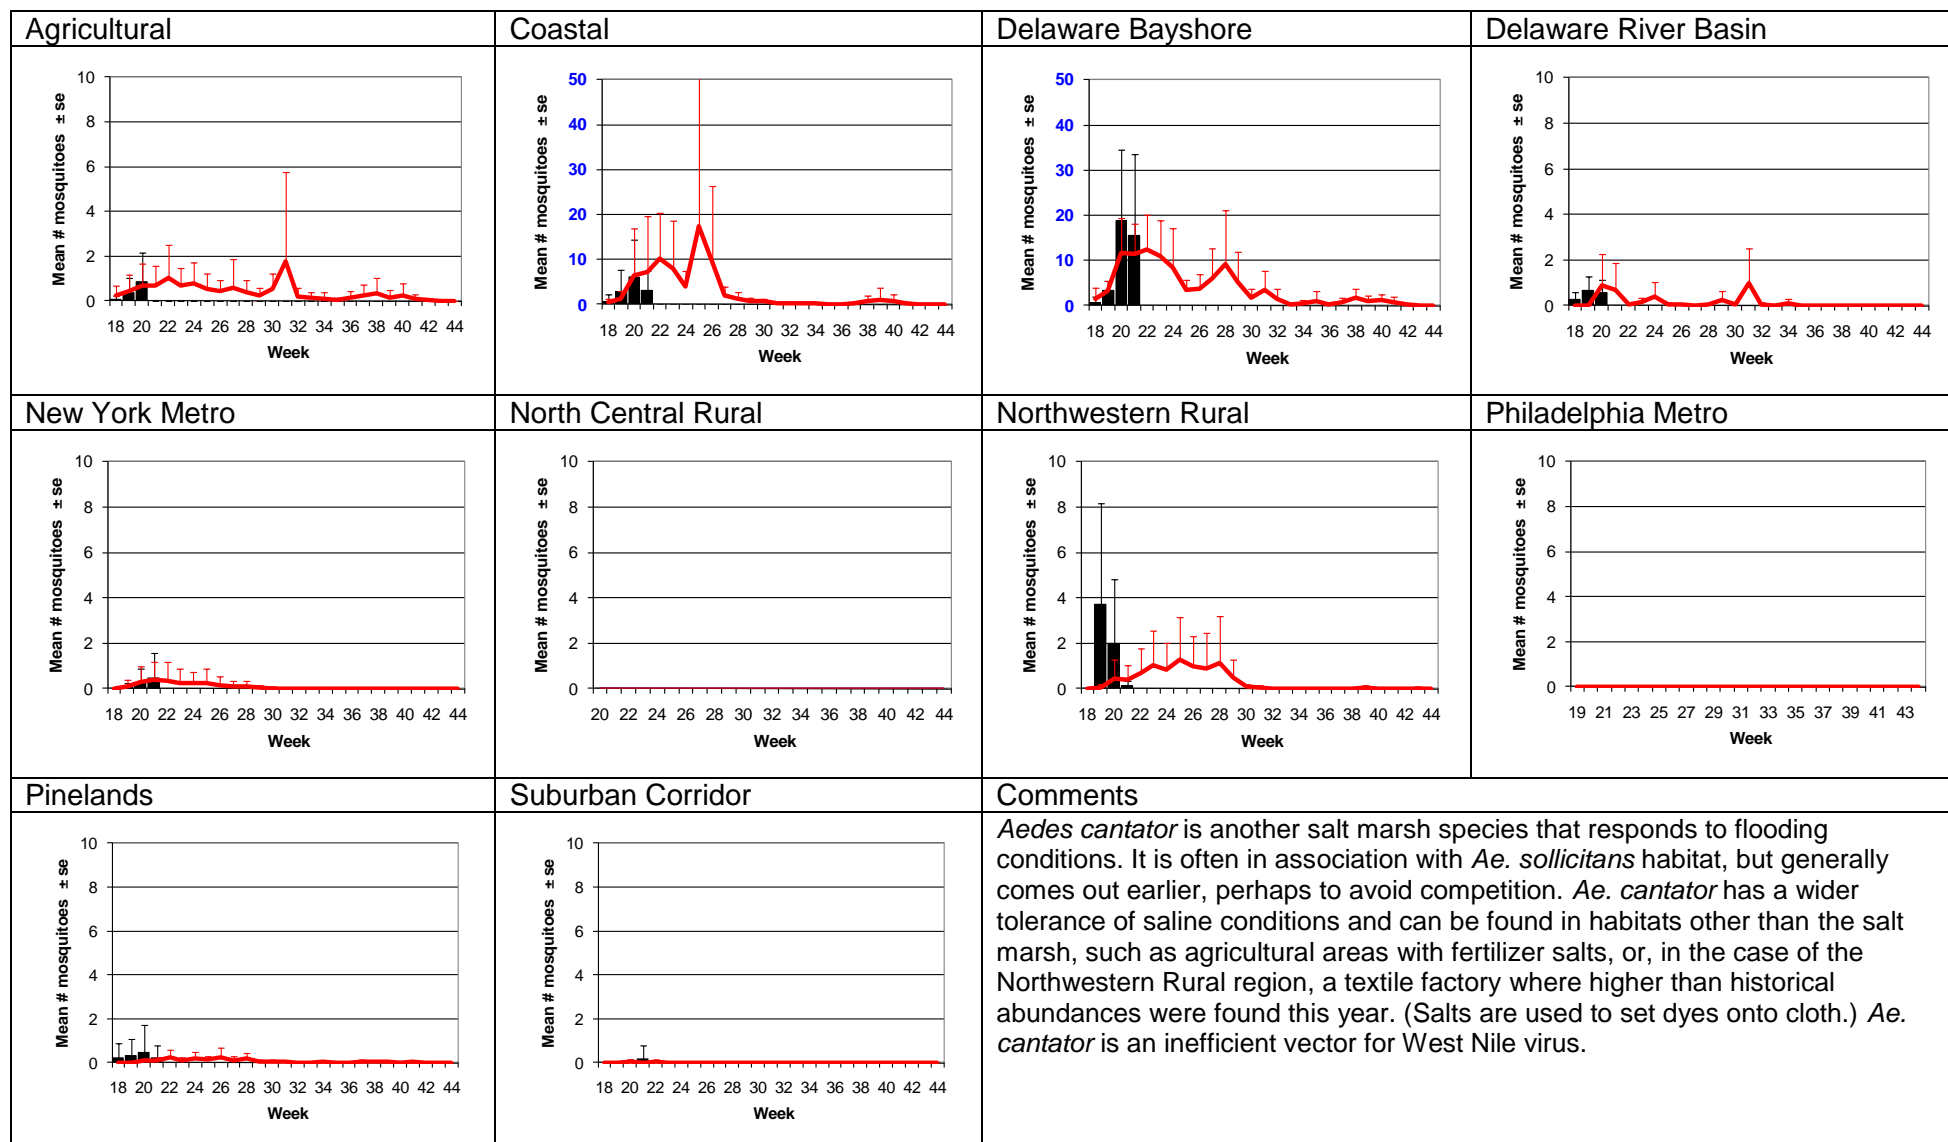 Agricultural
Coastal
Delaware Bayshore
Delaware River Basin
Mean # mosquitoes ± se
10
8
6
4
2
0
18 20 22 24 26 28 30 32 34 36 38 40 42 44
Week
Mean # mosquitoes ± se
50
40
30
20
10
0
18 20 22 24 26 28 30 32 34 36 38 40 42 44
Week
Mean # mosquitoes ± se
50
40
30
20
10
0
18 20 22 24 26 28 30 32 34 36 38 40 42 44
Week
Mean # mosquitoes ± se
10
8
6
4
2
0
18 20 22 24 26 28 30 32 34 36 38 40 42 44
Week
New York Metro
North Central Rural
Northwestern Rural
Philadelphia Metro
Mean # mosquitoes ± se
10
8
6
4
2
0
18 20 22 24 26 28 30 32 34 36 38 40 42 44
Week
Mean # mosquitoes ± se
10
8
6
4
2
0
20 22 24 26 28 30 32 34 36 38 40 42 44
Week
Mean # mosquitoes ± se
10
8
6
4
2
0
18 20 22 24 26 28 30 32 34 36 38 40 42 44
Week
Mean # mosquitoes ± se
10
8
6
4
2
0
19 21 23 25 27 29 31 33 35 37 39 41 43
Week
Pinelands
Suburban Corridor
Comments
Mean # mosquitoes ± se
10
8
6
4
2
0
18 20 22 24 26 28 30 32 34 36 38 40 42 44
Week
Mean # mosquitoes ± se
10
8
6
4
2
0
18 20 22 24 26 28 30 32 34 36 38 40 42 44
Week
Aedes cantator is another salt marsh species that responds to flooding
conditions. It is often in association with Ae. sollicitans habitat, but generally
comes out earlier, perhaps to avoid competition. Ae. cantator has a wider
tolerance of saline conditions and can be found in habitats other than the salt
marsh, such as agricultural areas with fertilizer salts, or, in the case of the
Northwestern Rural region, a textile factory where higher than historical
abundances were found this year. (Salts are used to set dyes onto cloth.) Ae.
cantator is an inefficient vector for West Nile virus.